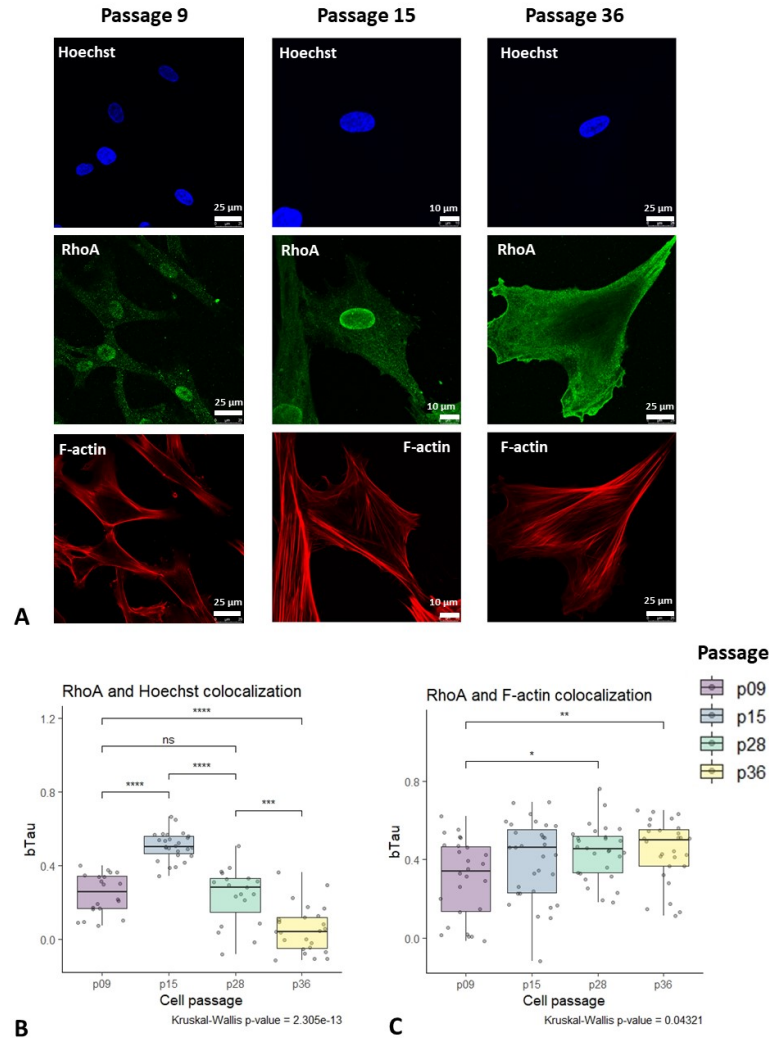 Passage 9 Passage 15 Passage 36
Hoechst Hoechst Hoechst
25 µm 10 µm 25 µm
RhoA RhoA RhoA
25 µm 10 µm 25 µm
F-actin F-actin F-actin
25 µm 10 µm 25 µm
A
Passage
p09
p15
p28
p36
RhoA and Hoechst colocalization
1.2
0.8
0.4
0.0
bTau
****
ns
**** ****
***
p09 p15 p28 p36
Cell passage
Kruskal-Wallis p-value = 2.305e-13
B
RhoA and F-actin colocalization
0.8
0.4
0.0
bTau
**
*
p09 p15 p28 p36
Cell passage
Kruskal-Wallis p-value = 0.04321
C